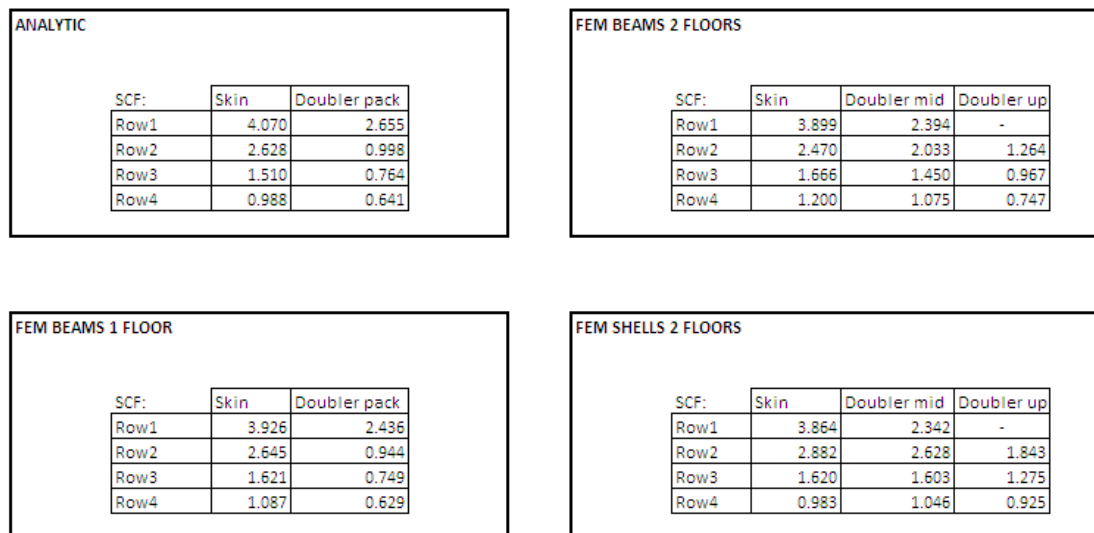 ANALYTIC
SCF: Skin Doubler pack
Row1 4.070 2.655
Row2 2.628 0.998
Row3 1.510 0.764
Row4 0.988 0.641
FEM BEAMS 2 FLOORS
SCF: Skin Doubler mid Doubler up
Row1 3.899 2.394 -
Row2 2.470 2.033 1.264
Row3 1.666 1.450 0.967
Row4 1.200 1.075 0.747
FEM BEAMS 1 FLOOR
SCF: Skin Doubler pack
Row1 3.926 2.436
Row2 2.645 0.944
Row3 1.621 0.749
Row4 1.087 0.629
FEM SHELLS 2 FLOORS
SCF: Skin Doubler mid Doubler up
Row1 3.864 2.342 -
Row2 2.882 2.628 1.843
Row3 1.620 1.603 1.275
Row4 0.983 1.046 0.925